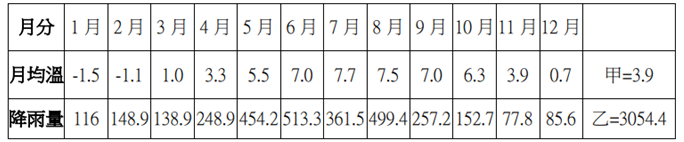 月分 1月 2月 3月 4月 5月 6月 7月 8月 9月 10月 11月 12月
月均溫 -1.5 -1.1 1.0 3.3 5.5 7.0 7.7 7.5 7.0 6.3 3.9 0.7 甲=3.9
降雨量 116 148.9 138.9 248.9 454.2 513.3 361.5 499.4 257.2 152.7 77.8 85.6 乙=3054.4